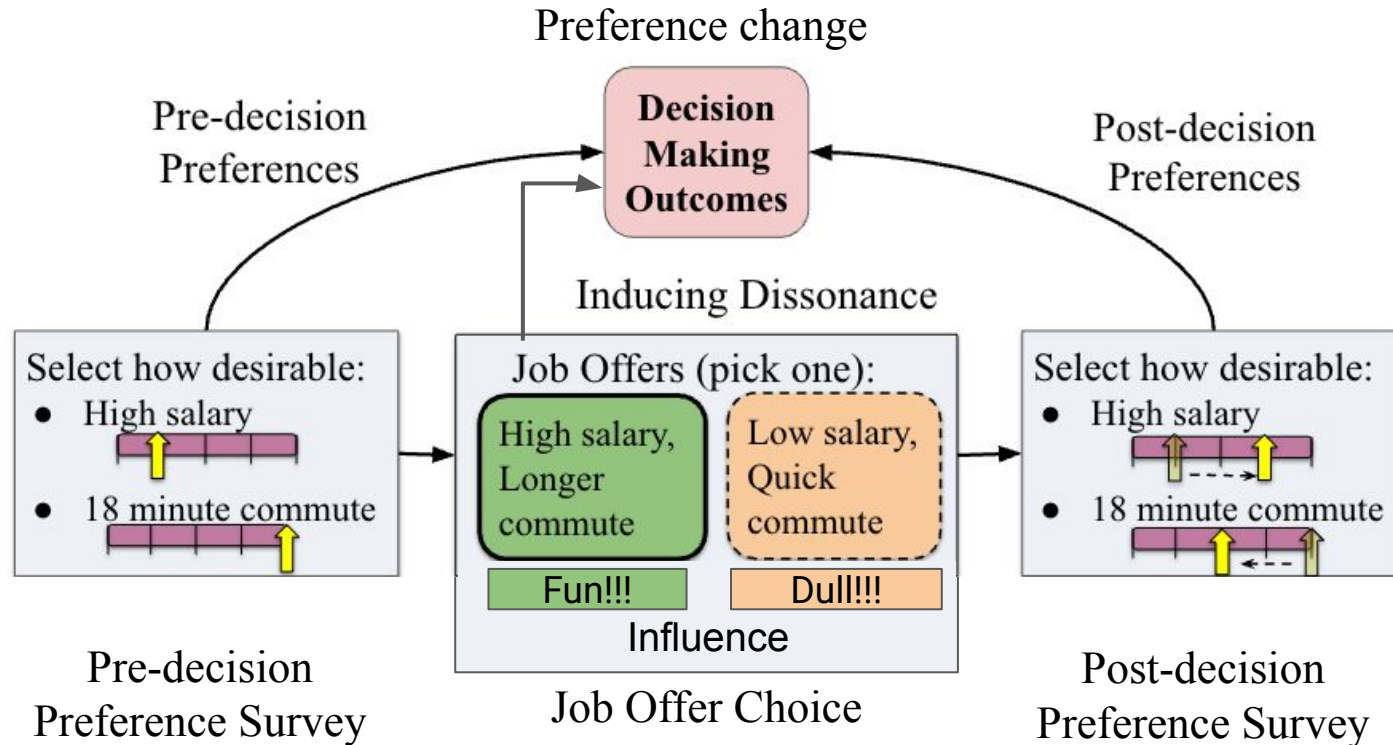 Preference change
Pre-decision
Preferences
Decision
Making
Outcomes
Post-decision
Preferences
Inducing Dissonance
Select how desirable:
● High salary
● 18 minute commute
Job Offers (pick one):
High salary,
Longer
commute
Low salary,
Quick
commute
Fun!!!
Dull!!!
Influence
Select how desirable:
● High salary
● 18 minute commute
Pre-decision
Preference Survey
Job Offer Choice
Post-decision
Preference Survey